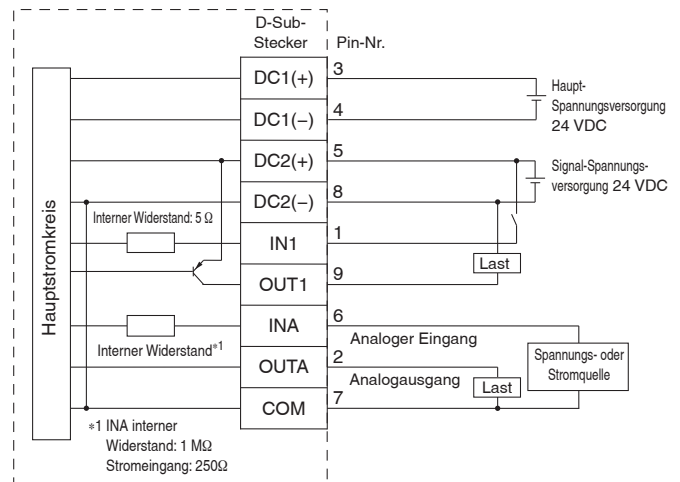 D-Sub-
Stecker
Pin-Nr.
Hauptstromkreis
DC1(+)
3
DC1(−)
4
Haupt-
Spannungsversorgung
24 VDC
DC2(+)
5
DC2(−)
8
Signal-Spannungs-
versorgung 24 VDC
Interner Widerstand: 5 Ω
IN1
1
OUT1
9
Last
INA
6
Analoger Eingang
Interner Widerstand*1
OUTA
2
Analogausgang
Last
Spannungs- oder
Stromquelle
COM
7
*1 INA interner
Widerstand: 1 MΩ
Stromeingang: 250Ω